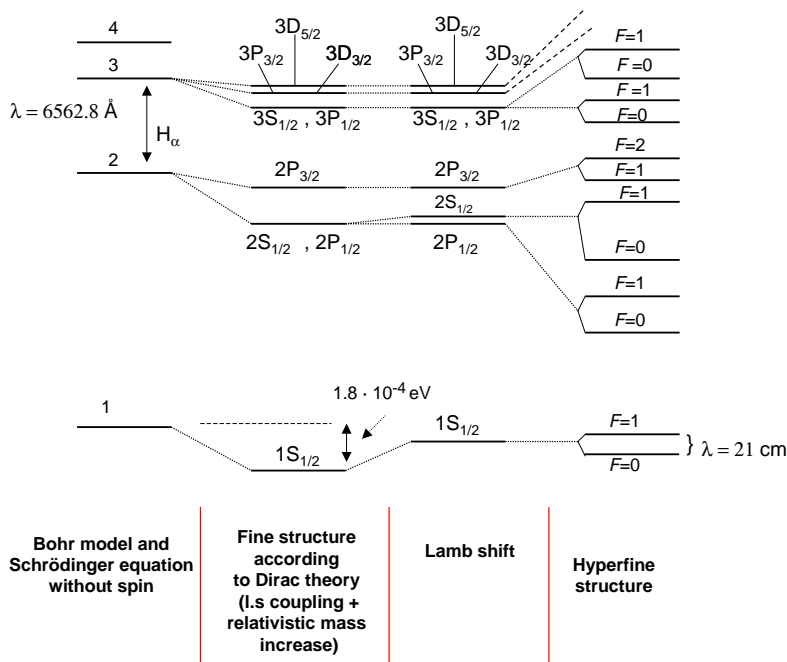 4
3D5/2
3D5/2
F=1
3P3/2
3D3/2
3P3/2
3D3/2
3
F=0
F=1
λ = 6562.8 Å
3S1/2 , 3P1/2
3S1/2 , 3P1/2
F=0
Hα
2
2P3/2
2P3/2
F=2
F=1
2S1/2
F=1
2S1/2 , 2P1/2
2P1/2
F=0
F=1
F=0
1.8 · 10-4 eV
1
1S1/2
F=1
1S1/2
F=0
} λ = 21 cm
Bohr model and
Schrödinger equation
without spin
Fine structure
according
to Dirac theory
(l.s coupling +
relativistic mass
increase)
Lamb shift
Hyperfine
structure